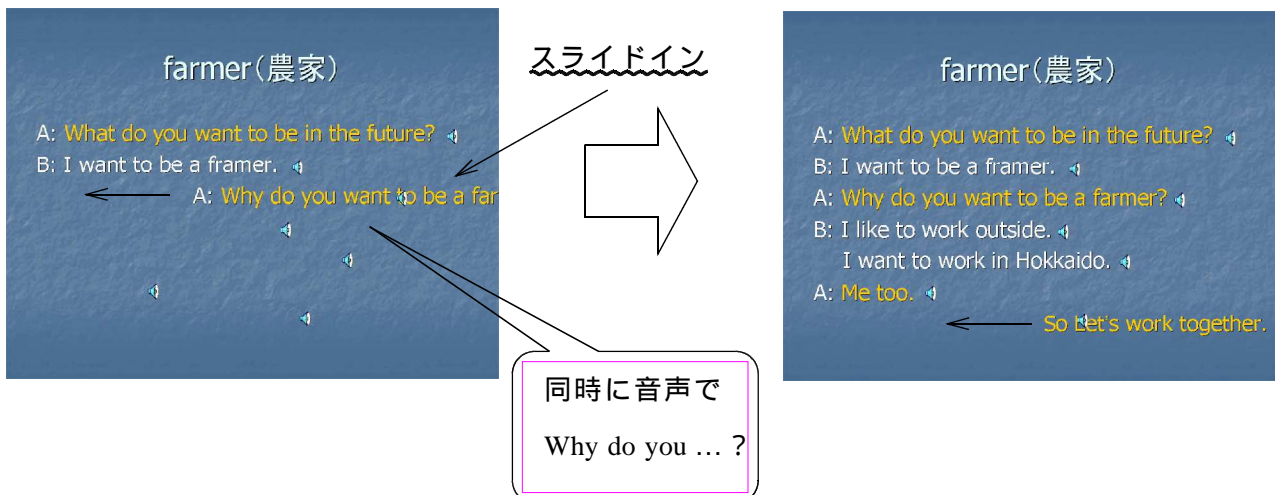 farmer(農家)
A: What do you want to be in the future?
B: I want to be a framer.
A: Why do you want to be a far
スライドイン
同時に音声で
Why do you … ?
farmer(農家)
A: What do you want to be in the future?
B: I want to be a framer.
A: Why do you want to be a farmer?
B: I like to work outside.
I want to work in Hokkaido.
A: Me too.
So Let's work together.